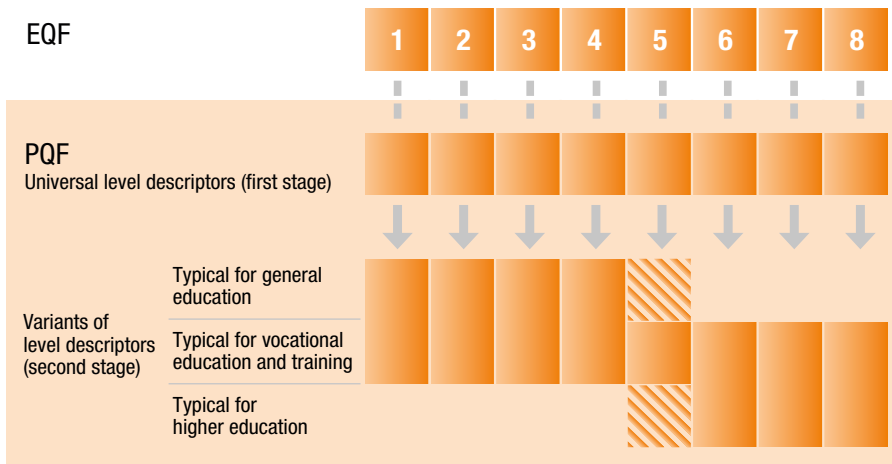 EQF
1 2 3 4 5 6 7 8
PQF
Universal level descriptors (first stage)
Variants of
level descriptors
(second stage)
Typical for general
education
Typical for vocational
education and training
Typical for
higher education